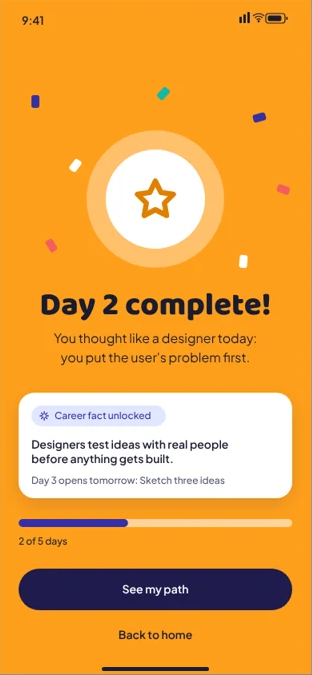 9:41
Day 2 complete!
You thought like a designer today:
you put the user's problem first.
Career fact unlocked
Designers test ideas with real people
before anything gets built.
Day 3 opens tomorrow: Sketch three ideas
2 of 5 days
See my path
Back to home